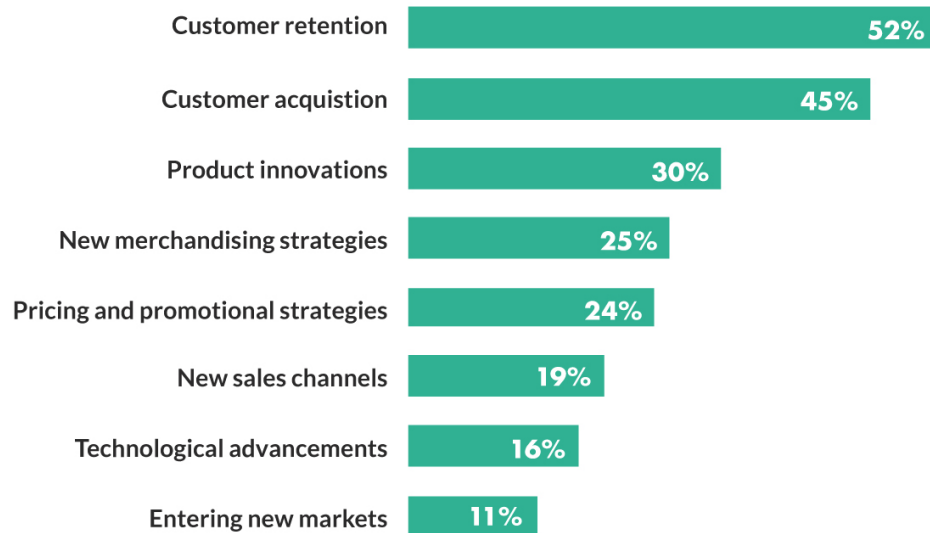 Customer retention 52%
Customer acquistion 45%
Product innovations 30%
New merchandising strategies 25%
Pricing and promotional strategies 24%
New sales channels 19%
Technological advancements 16%
Entering new markets 11%